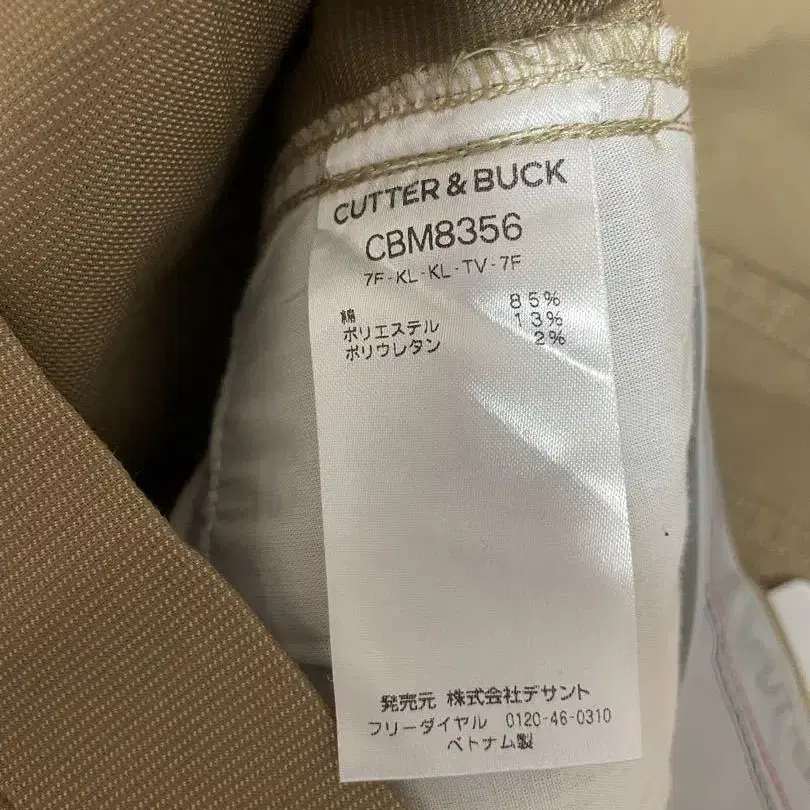 CUTTER & BUCK
CBM8356
7F-KL-KL-TV-7F
綿 85%
ポリエステル 13%
ポリウレタン 2%
発売元 株式会社デサント
フリーダイヤル 0120-46-0310
ベトナム製